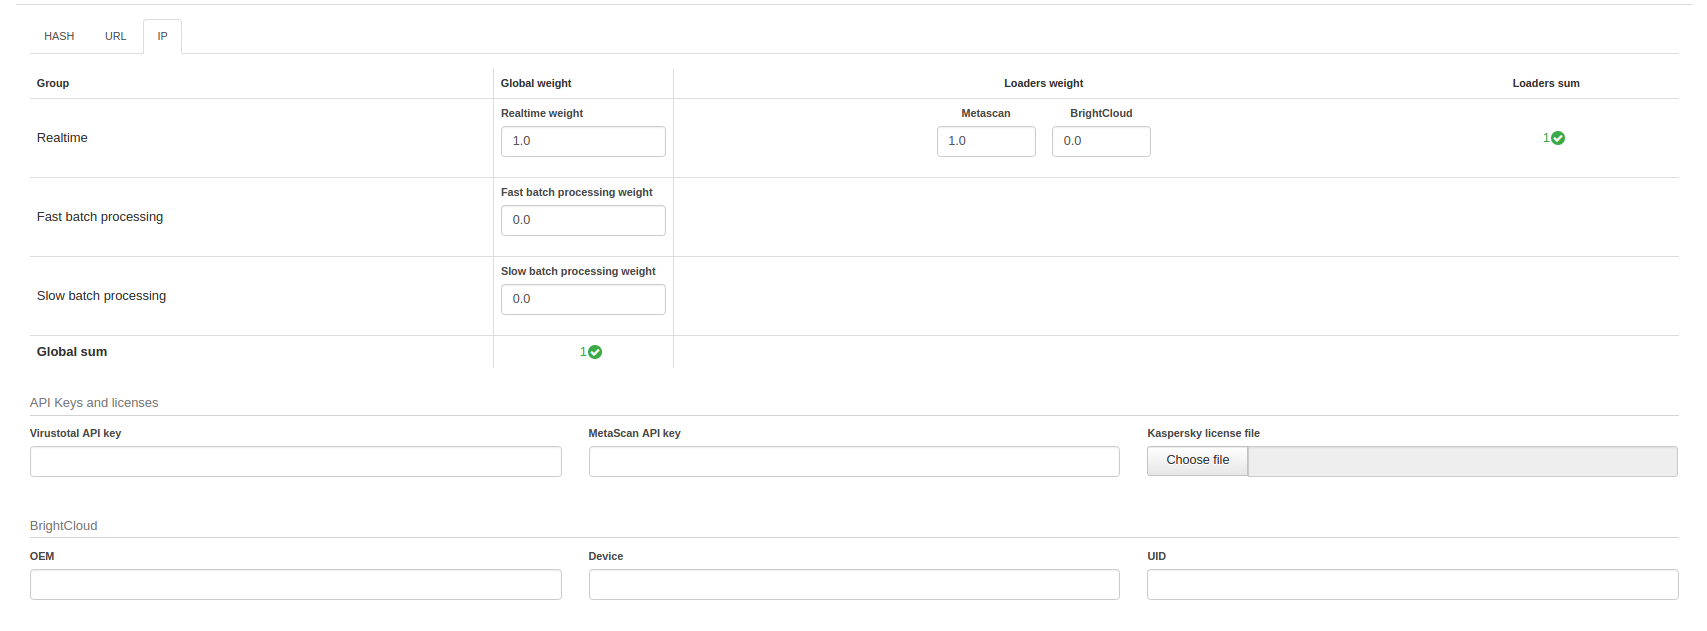 HASH URL IP
Group Global weight Loaders weight Loaders sum
Realtime weight Metascan BrightCloud
Realtime 1.0 1.0 0.0 1
Fast batch processing weight
Fast batch processing 0.0
Slow batch processing weight
Slow batch processing 0.0
Global sum 1
API Keys and licenses
Virustotal API key MetaScan API key Kaspersky license file
Choose file
BrightCloud
OEM Device UID